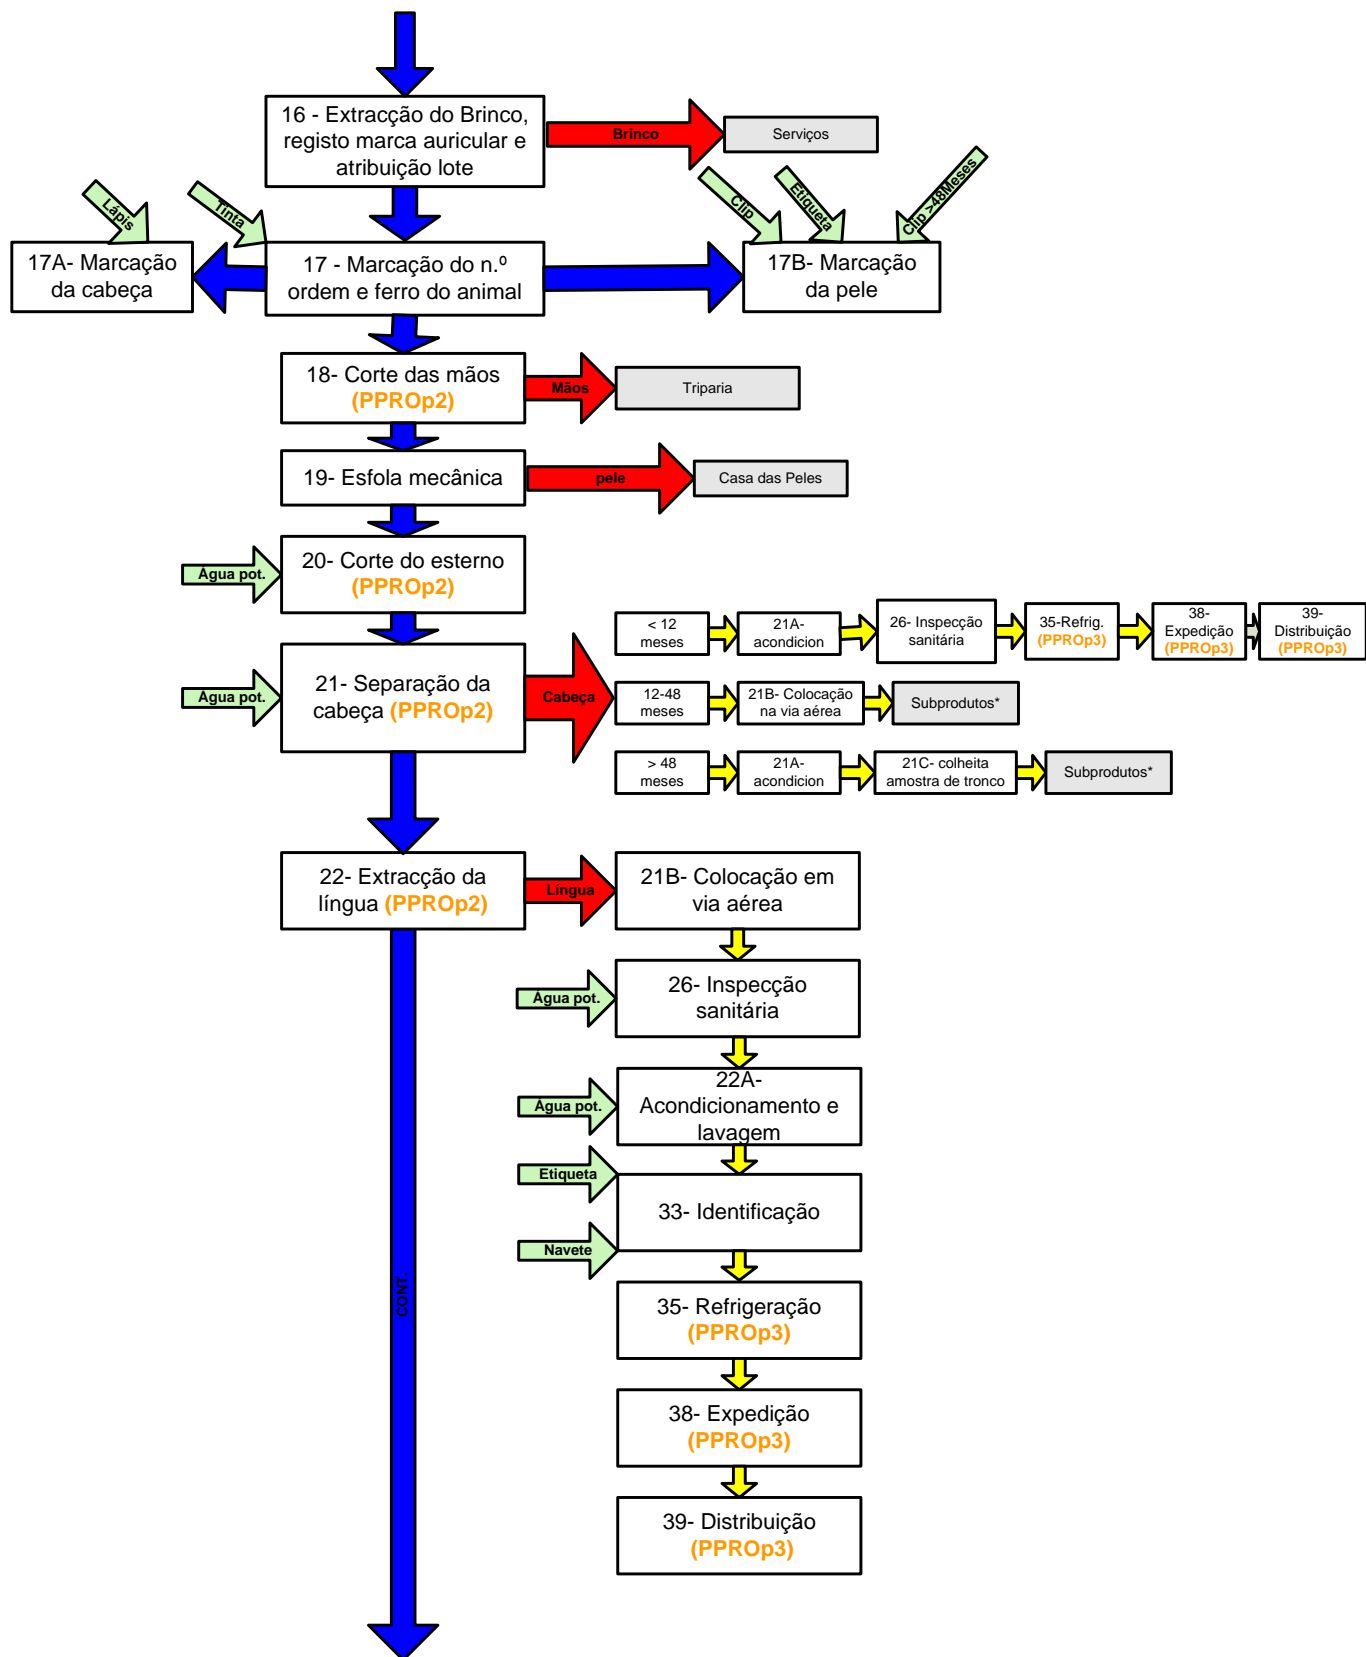 16 - Extracção do Brinco,
registo marca auricular e
atribuição lote
Brinco
Serviços
Lápis
Tinta
Clip
Etiqueta
Clip >48Meses
17A- Marcação
da cabeça
17 - Marcação do n.º
ordem e ferro do animal
17B- Marcação
da pele
18- Corte das mãos
(PPROp2)
Mãos
Triparia
19- Esfola mecânica
pele
Casa das Peles
Água pot.
20- Corte do esterno
(PPROp2)
Água pot.
21- Separação da
cabeça (PPROp2)
Cabeça
< 12
meses
21A-
acondicion
26- Inspecção
sanitária
35-Refrig.
(PPROp3)
38-
Expedição
(PPROp3)
39-
Distribuição
(PPROp3)
12-48
meses
21B- Colocação
na via aérea
Subprodutos*
> 48
meses
21A-
acondicion
21C- colheita
amostra de tronco
Subprodutos*
22- Extracção da
língua (PPROp2)
Língua
21B- Colocação em
via aérea
Água pot.
26- Inspecção
sanitária
Água pot.
22A-
Acondicionamento e
lavagem
Etiqueta
33- Identificação
Navete
CONT.
35- Refrigeração
(PPROp3)
38- Expedição
(PPROp3)
39- Distribuição
(PPROp3)